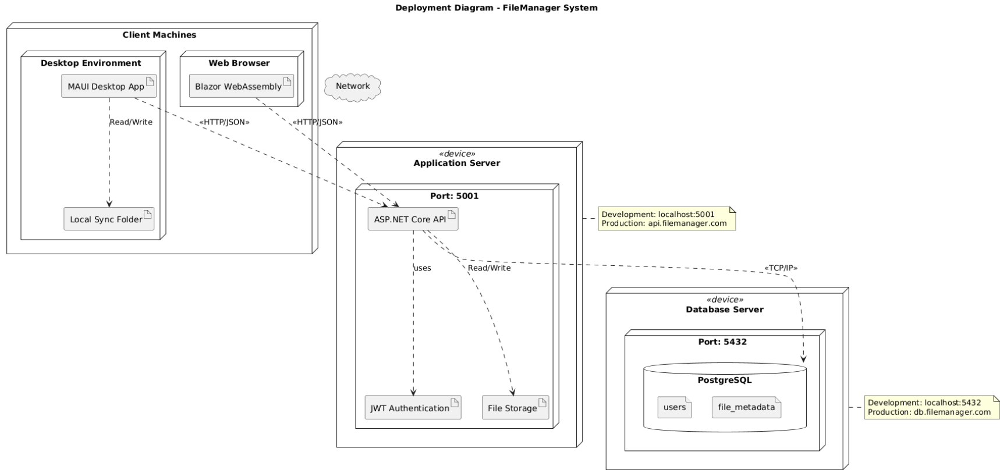 Deployment Diagram - FileManager System
Client Machines
Desktop Environment
Web Browser
MAUI Desktop App
Blazor WebAssembly
Network
Read/Write
«HTTP/JSON»
«HTTP/JSON»
Local Sync Folder
«device»
Application Server
Port: 5001
ASP.NET Core API
Development: localhost:5001
Production: api.filemanager.com
uses
Read/Write
«TCP/IP»
JWT Authentication
File Storage
«device»
Database Server
Port: 5432
PostgreSQL
users
file_metadata
Development: localhost:5432
Production: db.filemanager.com